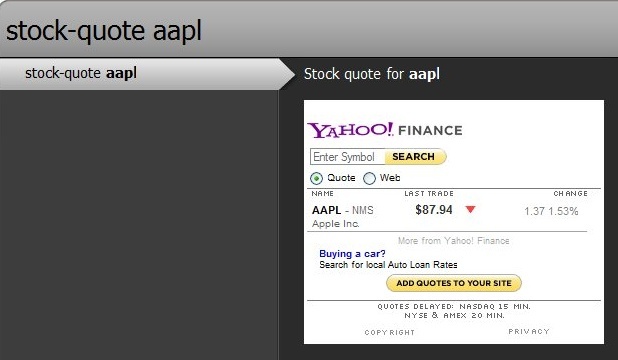 stock-quote aapl
stock-quote aapl
Stock quote for aapl
YAHOO! FINANCE
Enter Symbol SEARCH
Quote Web
NAME LAST TRADE CHANGE
AAPL - NMS $87.94 1.37 1.53%
Apple Inc.
More from Yahoo! Finance
Buying a car?
Search for local Auto Loan Rates
ADD QUOTES TO YOUR SITE
QUOTES DELAYED: NASDAQ 15 MIN.
NYSE & AMEX 20 MIN.
COPYRIGHT PRIVACY